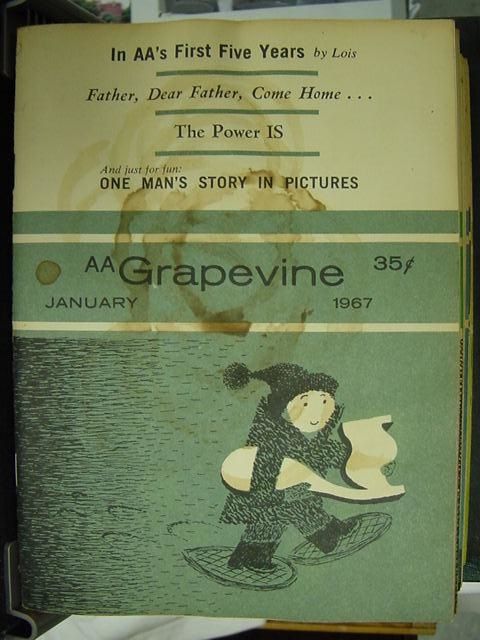 In AA's First Five Years by Lois
Father, Dear Father, Come Home . . .
The Power IS
And just for fun:
ONE MAN'S STORY IN PICTURES
AA Grapevine 35¢
JANUARY 1967